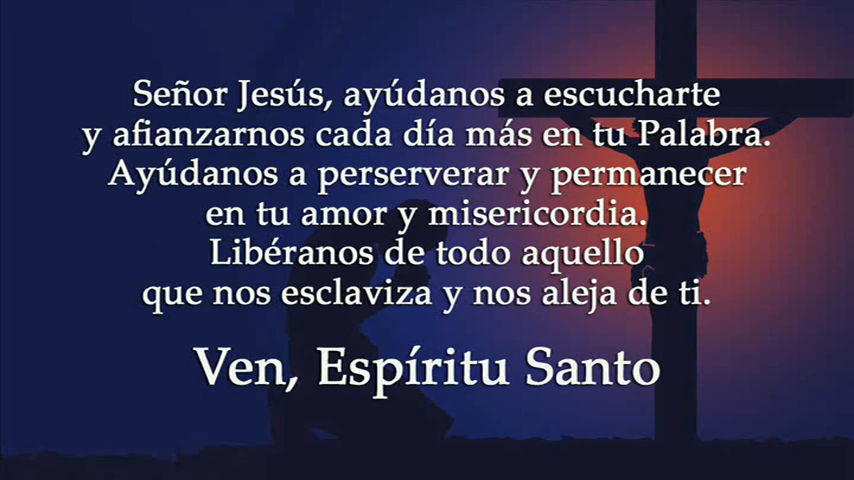 Señor Jesús, ayúdanos a escucharte
y afianzarnos cada día más en tu Palabra.
Ayúdanos a perserverar y permanecer
en tu amor y misericordia.
Libéranos de todo aquello
que nos esclaviza y nos aleja de ti.
Ven, Espíritu Santo